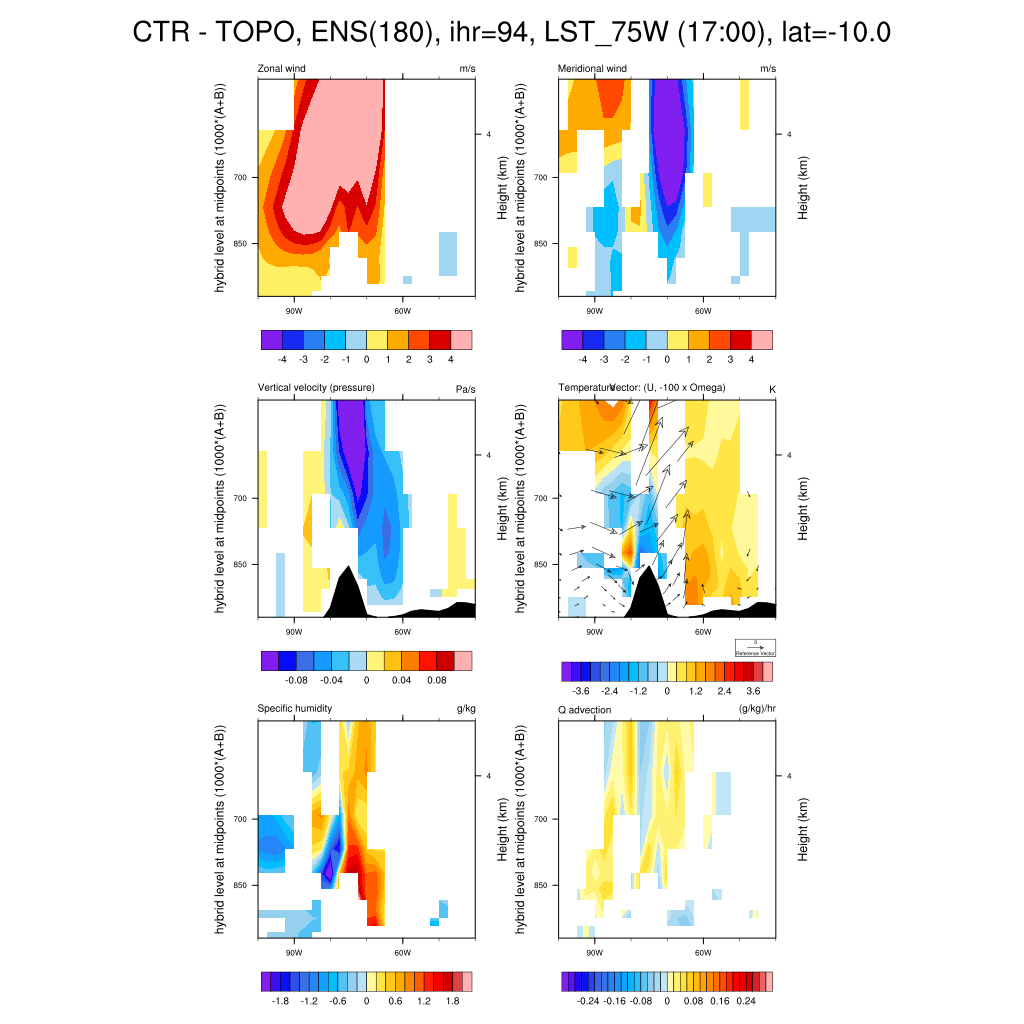 CTR - TOPO, ENS(180), ihr=94, LST_75W (17:00), lat=-10.0
Zonal wind m/s
hybrid level at midpoints (1000*(A+B))
700
850
4
Height (km)
90W 60W
-4 -3 -2 -1 0 1 2 3 4
Meridional wind m/s
hybrid level at midpoints (1000*(A+B))
700
850
4
Height (km)
90W 60W
-4 -3 -2 -1 0 1 2 3 4
Vertical velocity (pressure) Pa/s
hybrid level at midpoints (1000*(A+B))
700
850
4
Height (km)
90W 60W
-0.08 -0.04 0 0.04 0.08
Temperature Vector: (U, -100 x Omega) K
hybrid level at midpoints (1000*(A+B))
700
850
4
Height (km)
90W 60W
3
Reference Vector
-3.6 -2.4 -1.2 0 1.2 2.4 3.6
Specific humidity g/kg
hybrid level at midpoints (1000*(A+B))
700
850
4
Height (km)
90W 60W
-1.8 -1.2 -0.6 0 0.6 1.2 1.8
Q advection (g/kg)/hr
hybrid level at midpoints (1000*(A+B))
700
850
4
Height (km)
90W 60W
-0.24 -0.16 -0.08 0 0.08 0.16 0.24